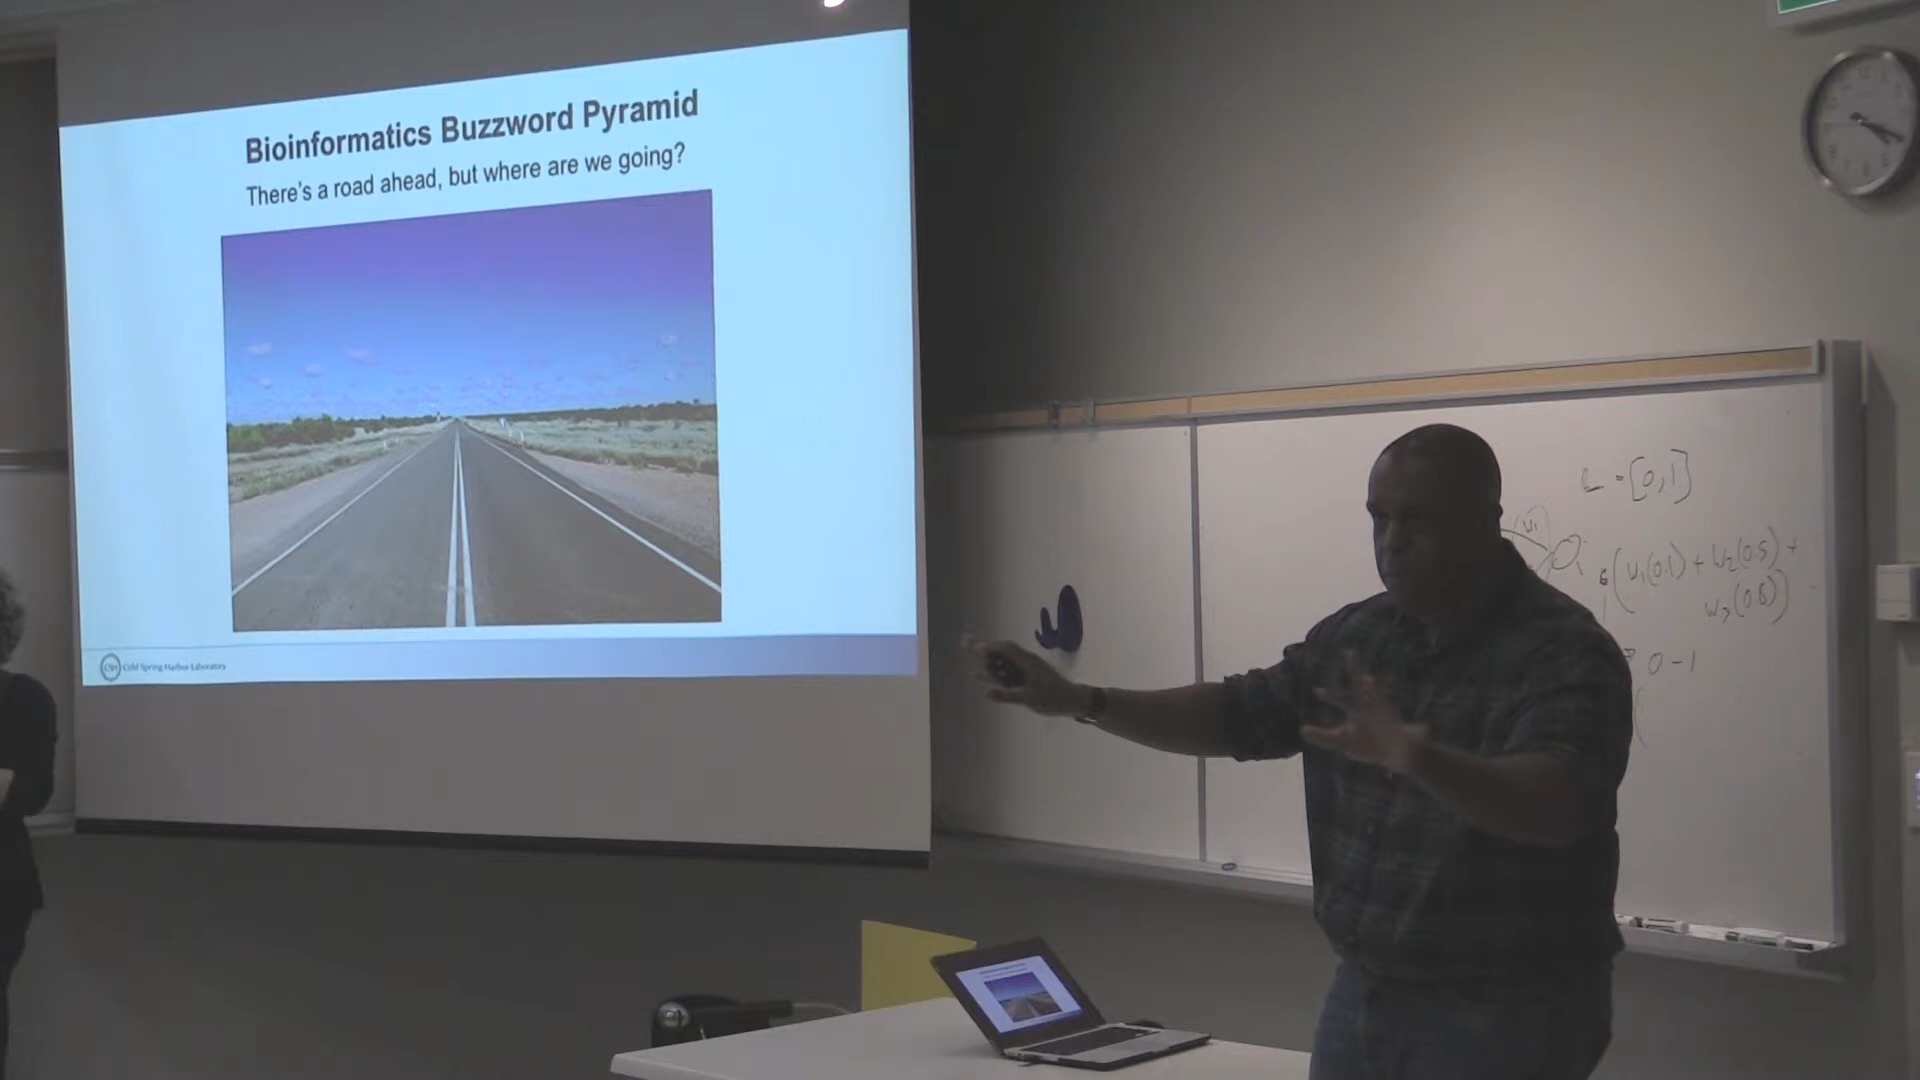 Bioinformatics Buzzword Pyramid
There's a road ahead, but where are we going?
Cold Spring Harbor Laboratory
L = [0,1]
w₁
(w₁(0.1) + w₂(0.5) +
w₃(0.8))
0-1